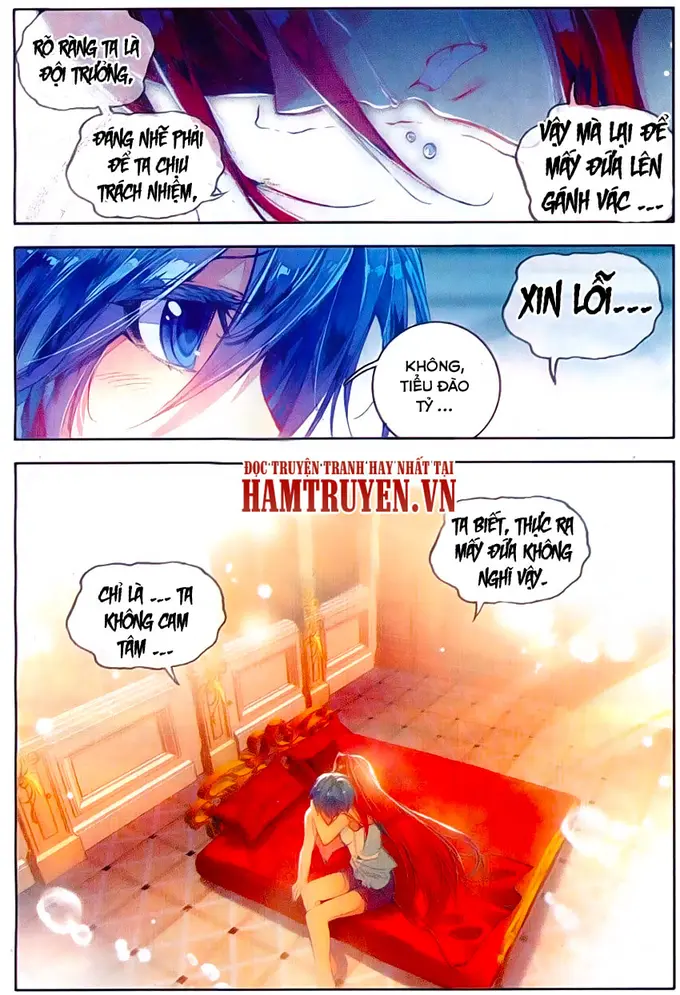 RÕ RÀNG TA LÀ
ĐỘI TRƯỞNG,
ĐÁNG NHẼ PHẢI
ĐỂ TA CHỊU
TRÁCH NHIỆM,
VẬY MÀ LẠI ĐỂ
MẤY ĐỨA LÊN
GÁNH VÁC ---
XIN LỖI---
KHÔNG,
TIỂU ĐÀO
TỶ ...
ĐỌC TRUYỆN TRANH HAY NHẤT TẠI
HAMTRUYEN.VN
TA BIẾT, THỰC RA
MẤY ĐỨA KHÔNG
NGHĨ VẬY.
CHỈ LÀ --- TA
KHÔNG CAM
TÂM ---